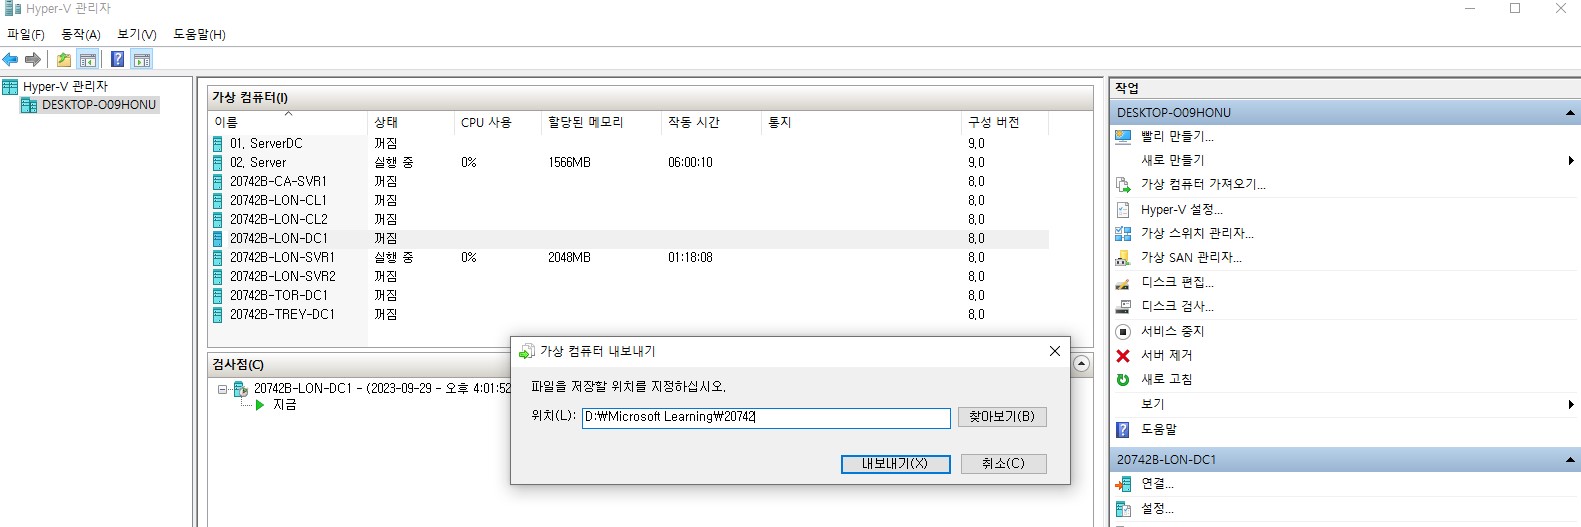 Hyper-V 관리자
파일(F) 동작(A) 보기(V) 도움말(H)
Hyper-V 관리자
DESKTOP-O09HONU
가상 컴퓨터(I)
이름 상태 CPU 사용 할당된 메모리 작동 시간 통지 구성 버전
01. ServerDC 꺼짐 9.0
02. Server 실행 중 0% 1566MB 06:00:10 9.0
20742B-CA-SVR1 꺼짐 8.0
20742B-LON-CL1 꺼짐 8.0
20742B-LON-CL2 꺼짐 8.0
20742B-LON-DC1 꺼짐 8.0
20742B-LON-SVR1 실행 중 0% 2048MB 01:18:08 8.0
20742B-LON-SVR2 꺼짐 8.0
20742B-TOR-DC1 꺼짐 8.0
20742B-TREY-DC1 꺼짐 8.0
검사점(C)
20742B-LON-DC1 - (2023-09-29 - 오후 4:01:52
지금
가상 컴퓨터 내보내기
파일을 저장할 위치를 지정하십시오.
위치(L): D:₩Microsoft Learning₩20742 찾아보기(B)
내보내기(X) 취소(C)
작업
DESKTOP-O09HONU
빨리 만들기...
새로 만들기
가상 컴퓨터 가져오기...
Hyper-V 설정...
가상 스위치 관리자...
가상 SAN 관리자...
디스크 편집...
디스크 검사...
서비스 중지
서버 제거
새로 고침
보기
도움말
20742B-LON-DC1
연결...
설정...